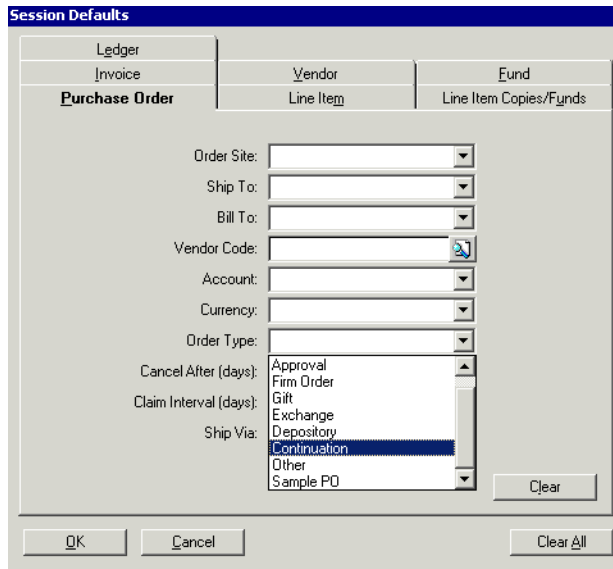 Session Defaults
Ledger
Invoice Vendor Fund
Purchase Order Line Item Line Item Copies/Funds
Order Site:
Ship To:
Bill To:
Vendor Code:
Account:
Currency:
Order Type:
Cancel After (days):
Claim Interval (days):
Ship Via:
Approval
Firm Order
Gift
Exchange
Depository
Continuation
Other
Sample PO
Clear
OK Cancel Clear All